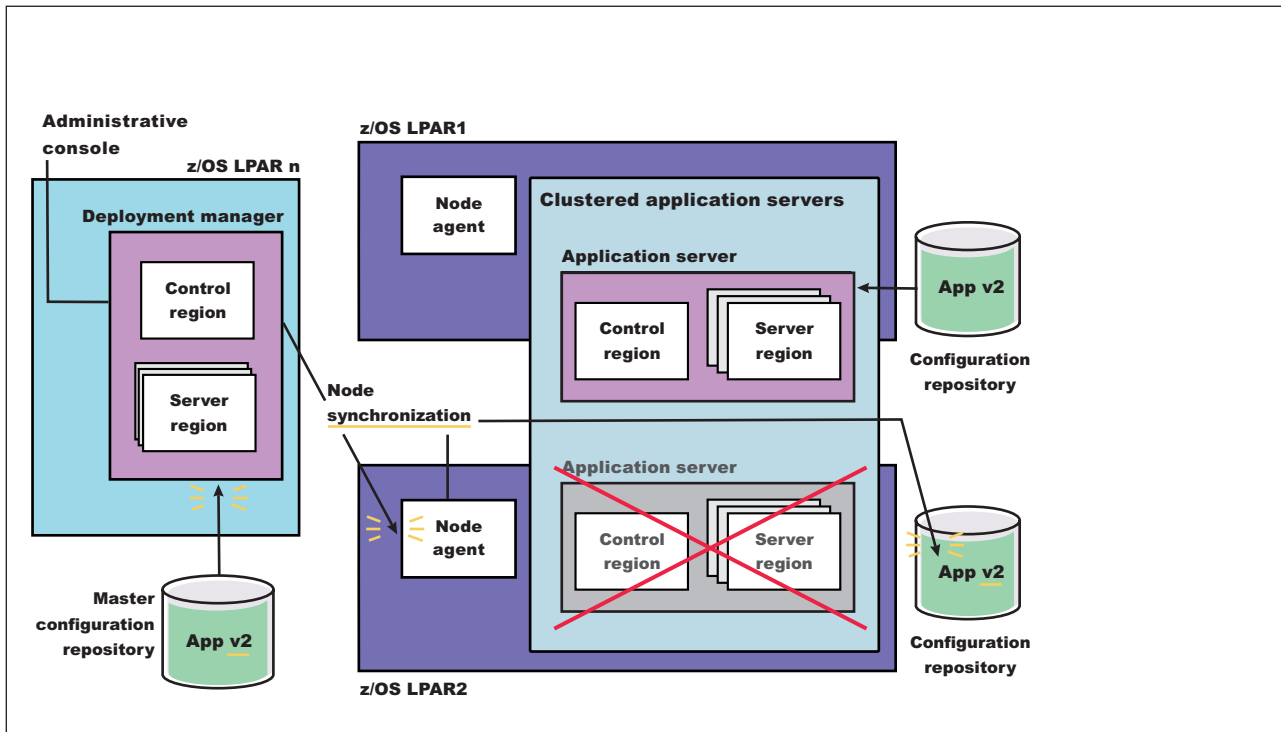 Administrative
console
z/OS LPAR n
Deployment manager
Control
region
Server
region
Master
configuration
repository
App v2
Node
synchronization
z/OS LPAR1
Node
agent
Clustered application servers
Application server
Control
region
Server
region
App v2
Configuration
repository
Node
agent
Application server
Control
region
Server
region
App v2
Configuration
repository
z/OS LPAR2